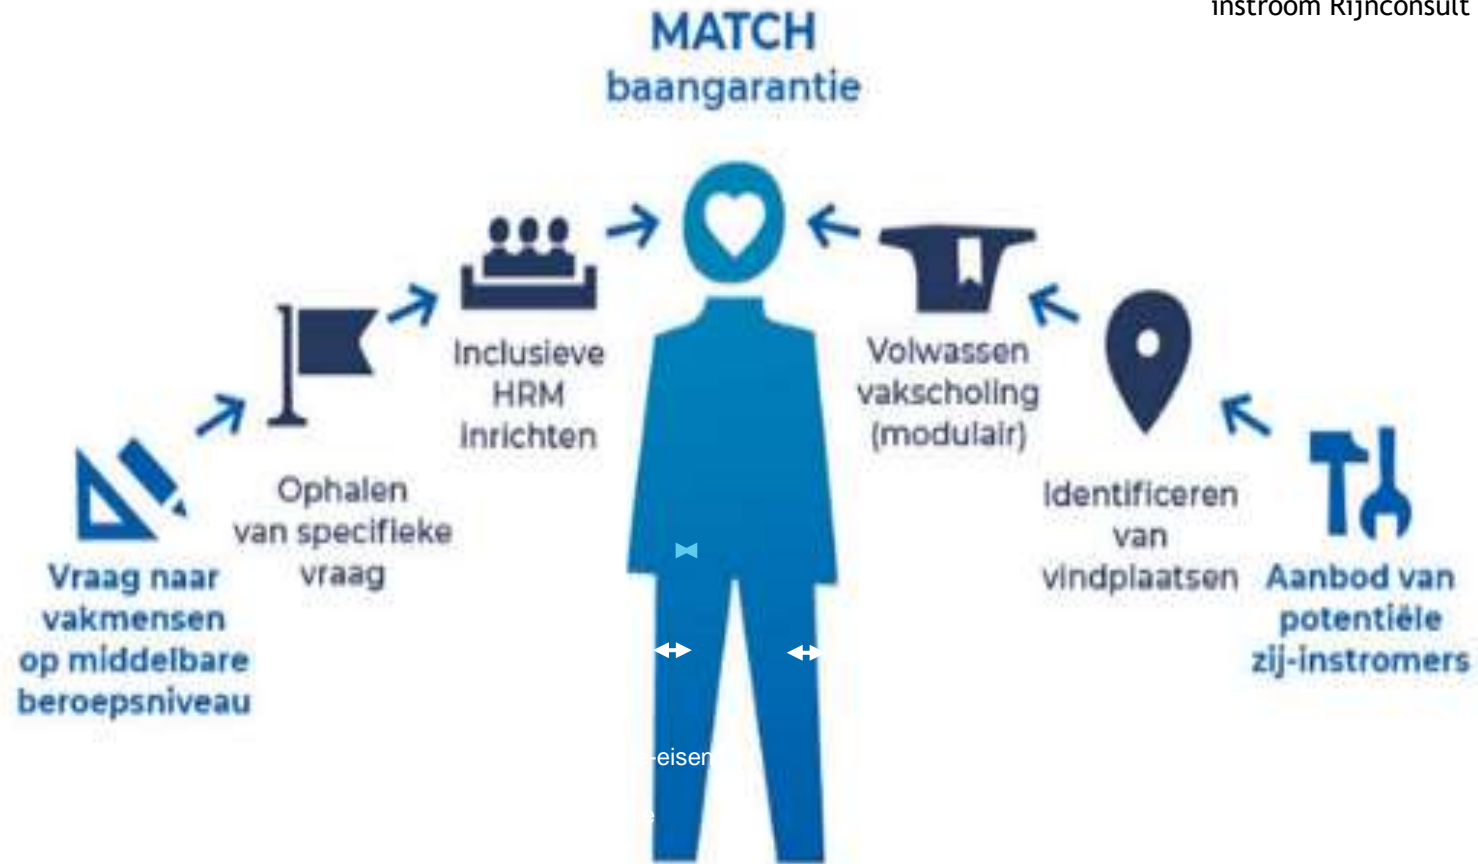 instroom Rijnconsult
MATCH
baangarantie
Inclusieve
HRM
inrichten
Volwassen
vakscholing
(modulair)
Ophalen
van specifieke
vraag
Identificeren
van
vindplaatsen
Vraag naar
vakmensen
op middelbare
beroepsniveau
Aanbod van
potentiële
zij-instromers
-eisen